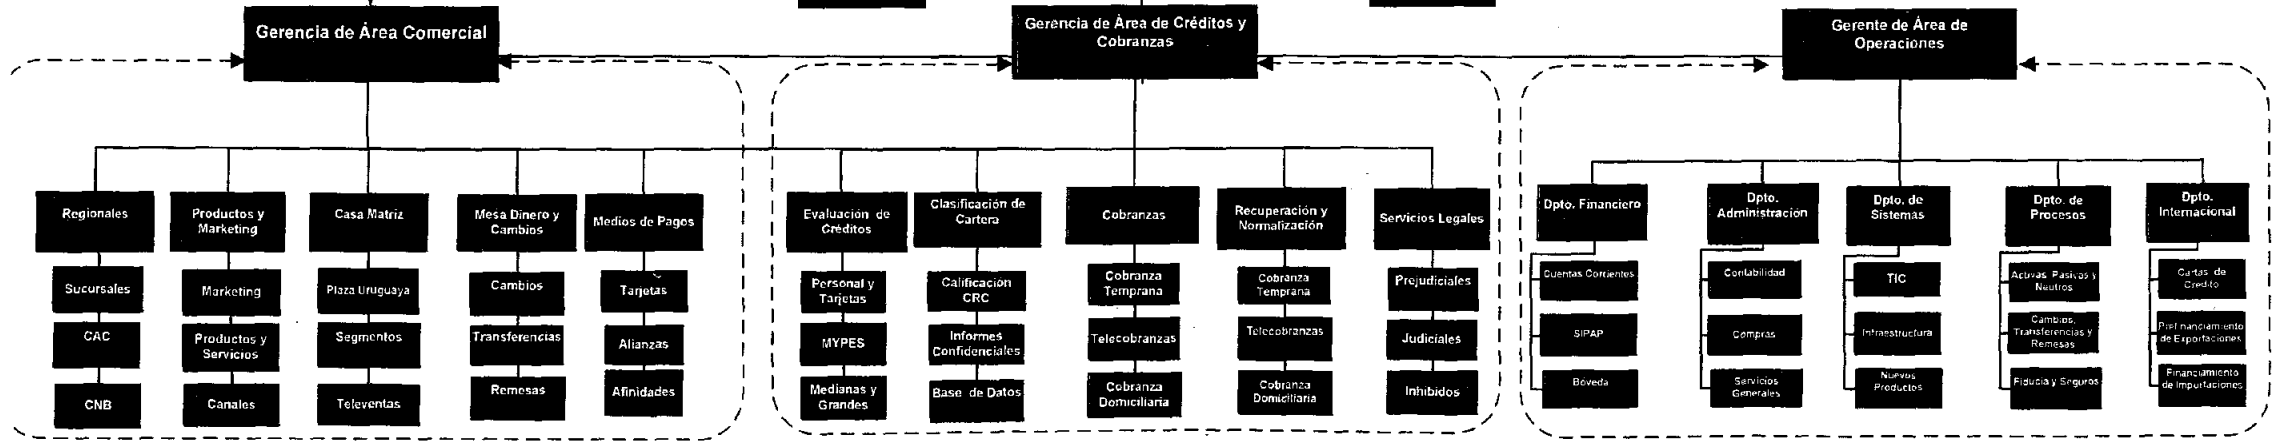 Gerencia de Área Comercial
Gerencia de Área de Créditos y
Cobranzas
Gerente de Área de
Operaciones
Regionales
Sucursales
CAC
CNB
Productos y
Marketing
Marketing
Productos y
Servicios
Canales
Casa Matriz
Plaza Uruguaya
Segmentos
Televentas
Mesa Dinero y
Cambios
Cambios
Transferencias
Remesas
Medios de Pagos
Tarjetas
Alianzas
Afinidades
Evaluación de
Créditos
Personal y
Tarjetas
MYPES
Medianas y
Grandes
Clasificación de
Cartera
Calificación
CRC
Informes
Confidenciales
Base de Datos
Cobranzas
Cobranza
Temprana
Telecobranzas
Cobranza
Domiciliaria
Recuperación y
Normalización
Cobranza
Temprana
Telecobranzas
Cobranza
Domiciliaria
Servicios Legales
Prejudiciales
Judiciales
Inhibidos
Dpto. Financiero
Cuentas Corrientes
SIPAP
Bóveda
Dpto.
Administración
Contabilidad
Compras
Servicios
Generales
Dpto. de
Sistemas
TIC
Infraestructura
Nuevos
Productos
Dpto. de
Procesos
Activas, Pasivas y
Neutros
Cambios,
Transferencias y
Remesas
Fiducia y Seguros
Dpto.
Internacional
Cartas de
Crédito
Prefinanciamiento
de Exportaciones
Financiamiento
de Importaciones